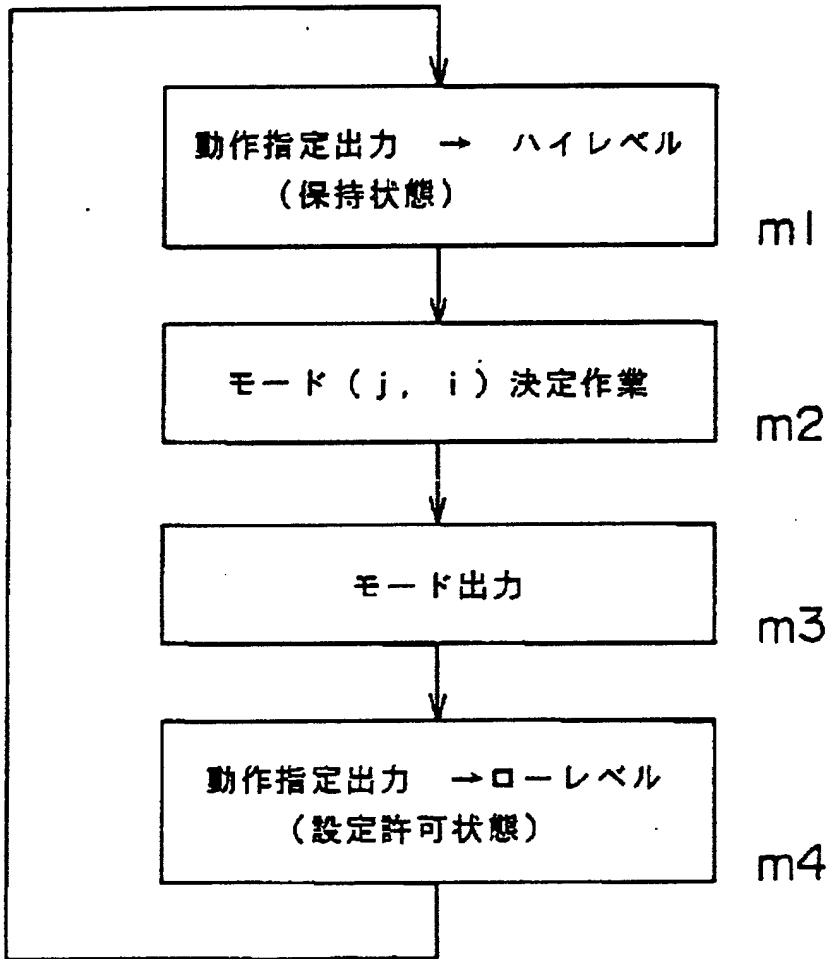 動作指定出力 → ハイレベル
(保持状態)
m1
モード(j, i)決定作業
m2
モード出力
m3
動作指定出力 →ローレベル
(設定許可状態)
m4